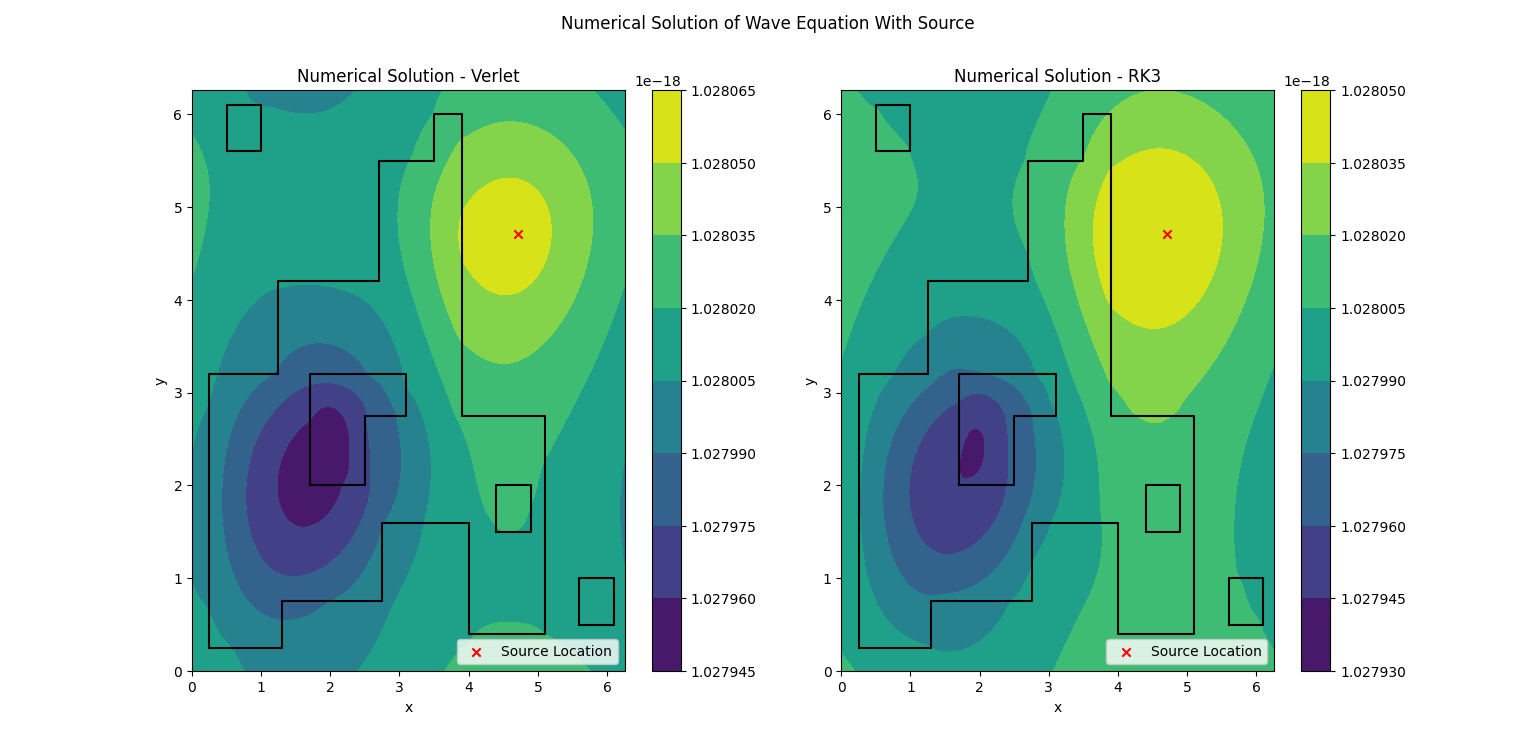 Numerical Solution of Wave Equation With Source
Numerical Solution - Verlet
1e−18
y
6
5
4
3
2
1
0
0 1 2 3 4 5 6
x
Source Location
1.028065
1.028050
1.028035
1.028020
1.028005
1.027990
1.027975
1.027960
1.027945
Numerical Solution - RK3
1e−18
y
6
5
4
3
2
1
0
0 1 2 3 4 5 6
x
Source Location
1.028050
1.028035
1.028020
1.028005
1.027990
1.027975
1.027960
1.027945
1.027930